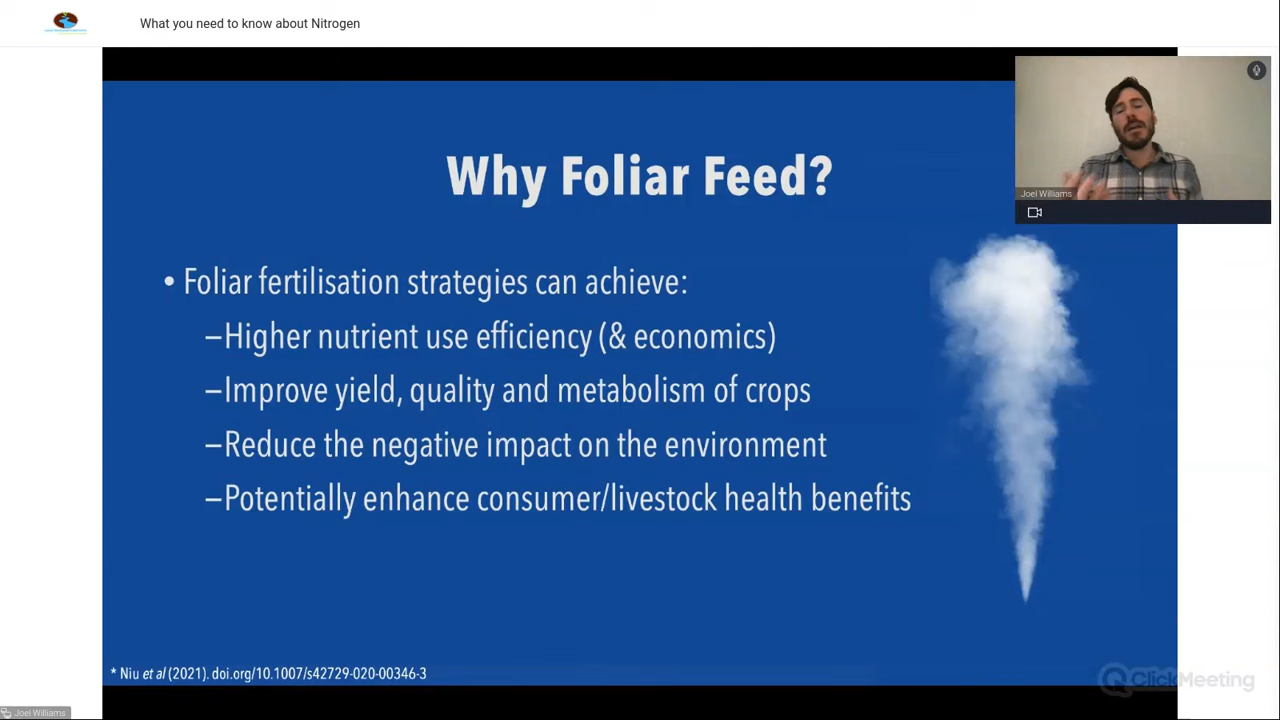 What you need to know about Nitrogen
Why Foliar Feed?
Joel Williams
• Foliar fertilisation strategies can achieve:
–Higher nutrient use efficiency (& economics)
–Improve yield, quality and metabolism of crops
–Reduce the negative impact on the environment
–Potentially enhance consumer/livestock health benefits
* Niu et al (2021). doi.org/10.1007/s42729-020-00346-3
ClickMeeting
Joel Williams